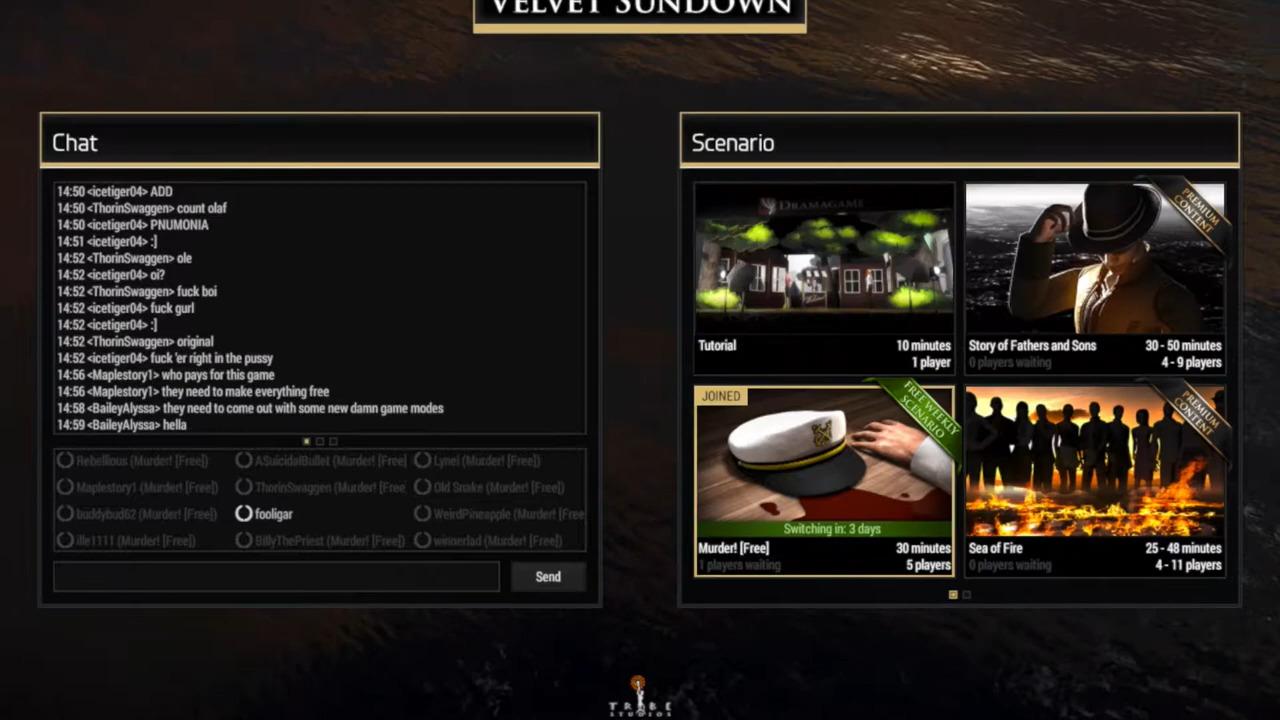 VELVET SUNDOWN
Chat
14:50 <icetiger04> ADD
14:50 <ThorinSwaggen> count olaf
14:50 <icetiger04> PNUMONIA
14:51 <icetiger04> :]
14:52 <ThorinSwaggen> ole
14:52 <icetiger04> oi?
14:52 <ThorinSwaggen> fuck boi
14:52 <icetiger04> fuck gurl
14:52 <icetiger04> :]
14:52 <ThorinSwaggen> original
14:52 <icetiger04> fuck 'er right in the pussy
14:56 <Maplestory1> who pays for this game
14:56 <Maplestory1> they need to make everything free
14:58 <BaileyAlyssa> they need to come out with some new damn game modes
14:59 <BaileyAlyssa> hella
Rebellious (Murder! [Free]) ASuicidalBullet (Murder! [Free] Lynel (Murder! [Free])
Maplestory1 (Murder! [Free]) ThorinSwaggen (Murder! [Free Old Snake (Murder! [Free])
buddybud62 (Murder! [Free]) fooligar WeirdPineapple (Murder! [Free
ille1111 (Murder! [Free]) BillyThePriest (Murder! [Free]) winnerdad (Murder! [Free])
Send
Scenario
DRAMAGAME
Tutorial 10 minutes
1 player
PREMIUM
CONTENT
Story of Fathers and Sons 30 - 50 minutes
0 players waiting 4 - 9 players
JOINED
FREE WEEKLY
SCENARIO
Switching in: 3 days
Murder! [Free] 30 minutes
1 players waiting 5 players
PREMIUM
CONTENT
Sea of Fire 25 - 48 minutes
0 players waiting 4 - 11 players
TRIBE
STUDIOS